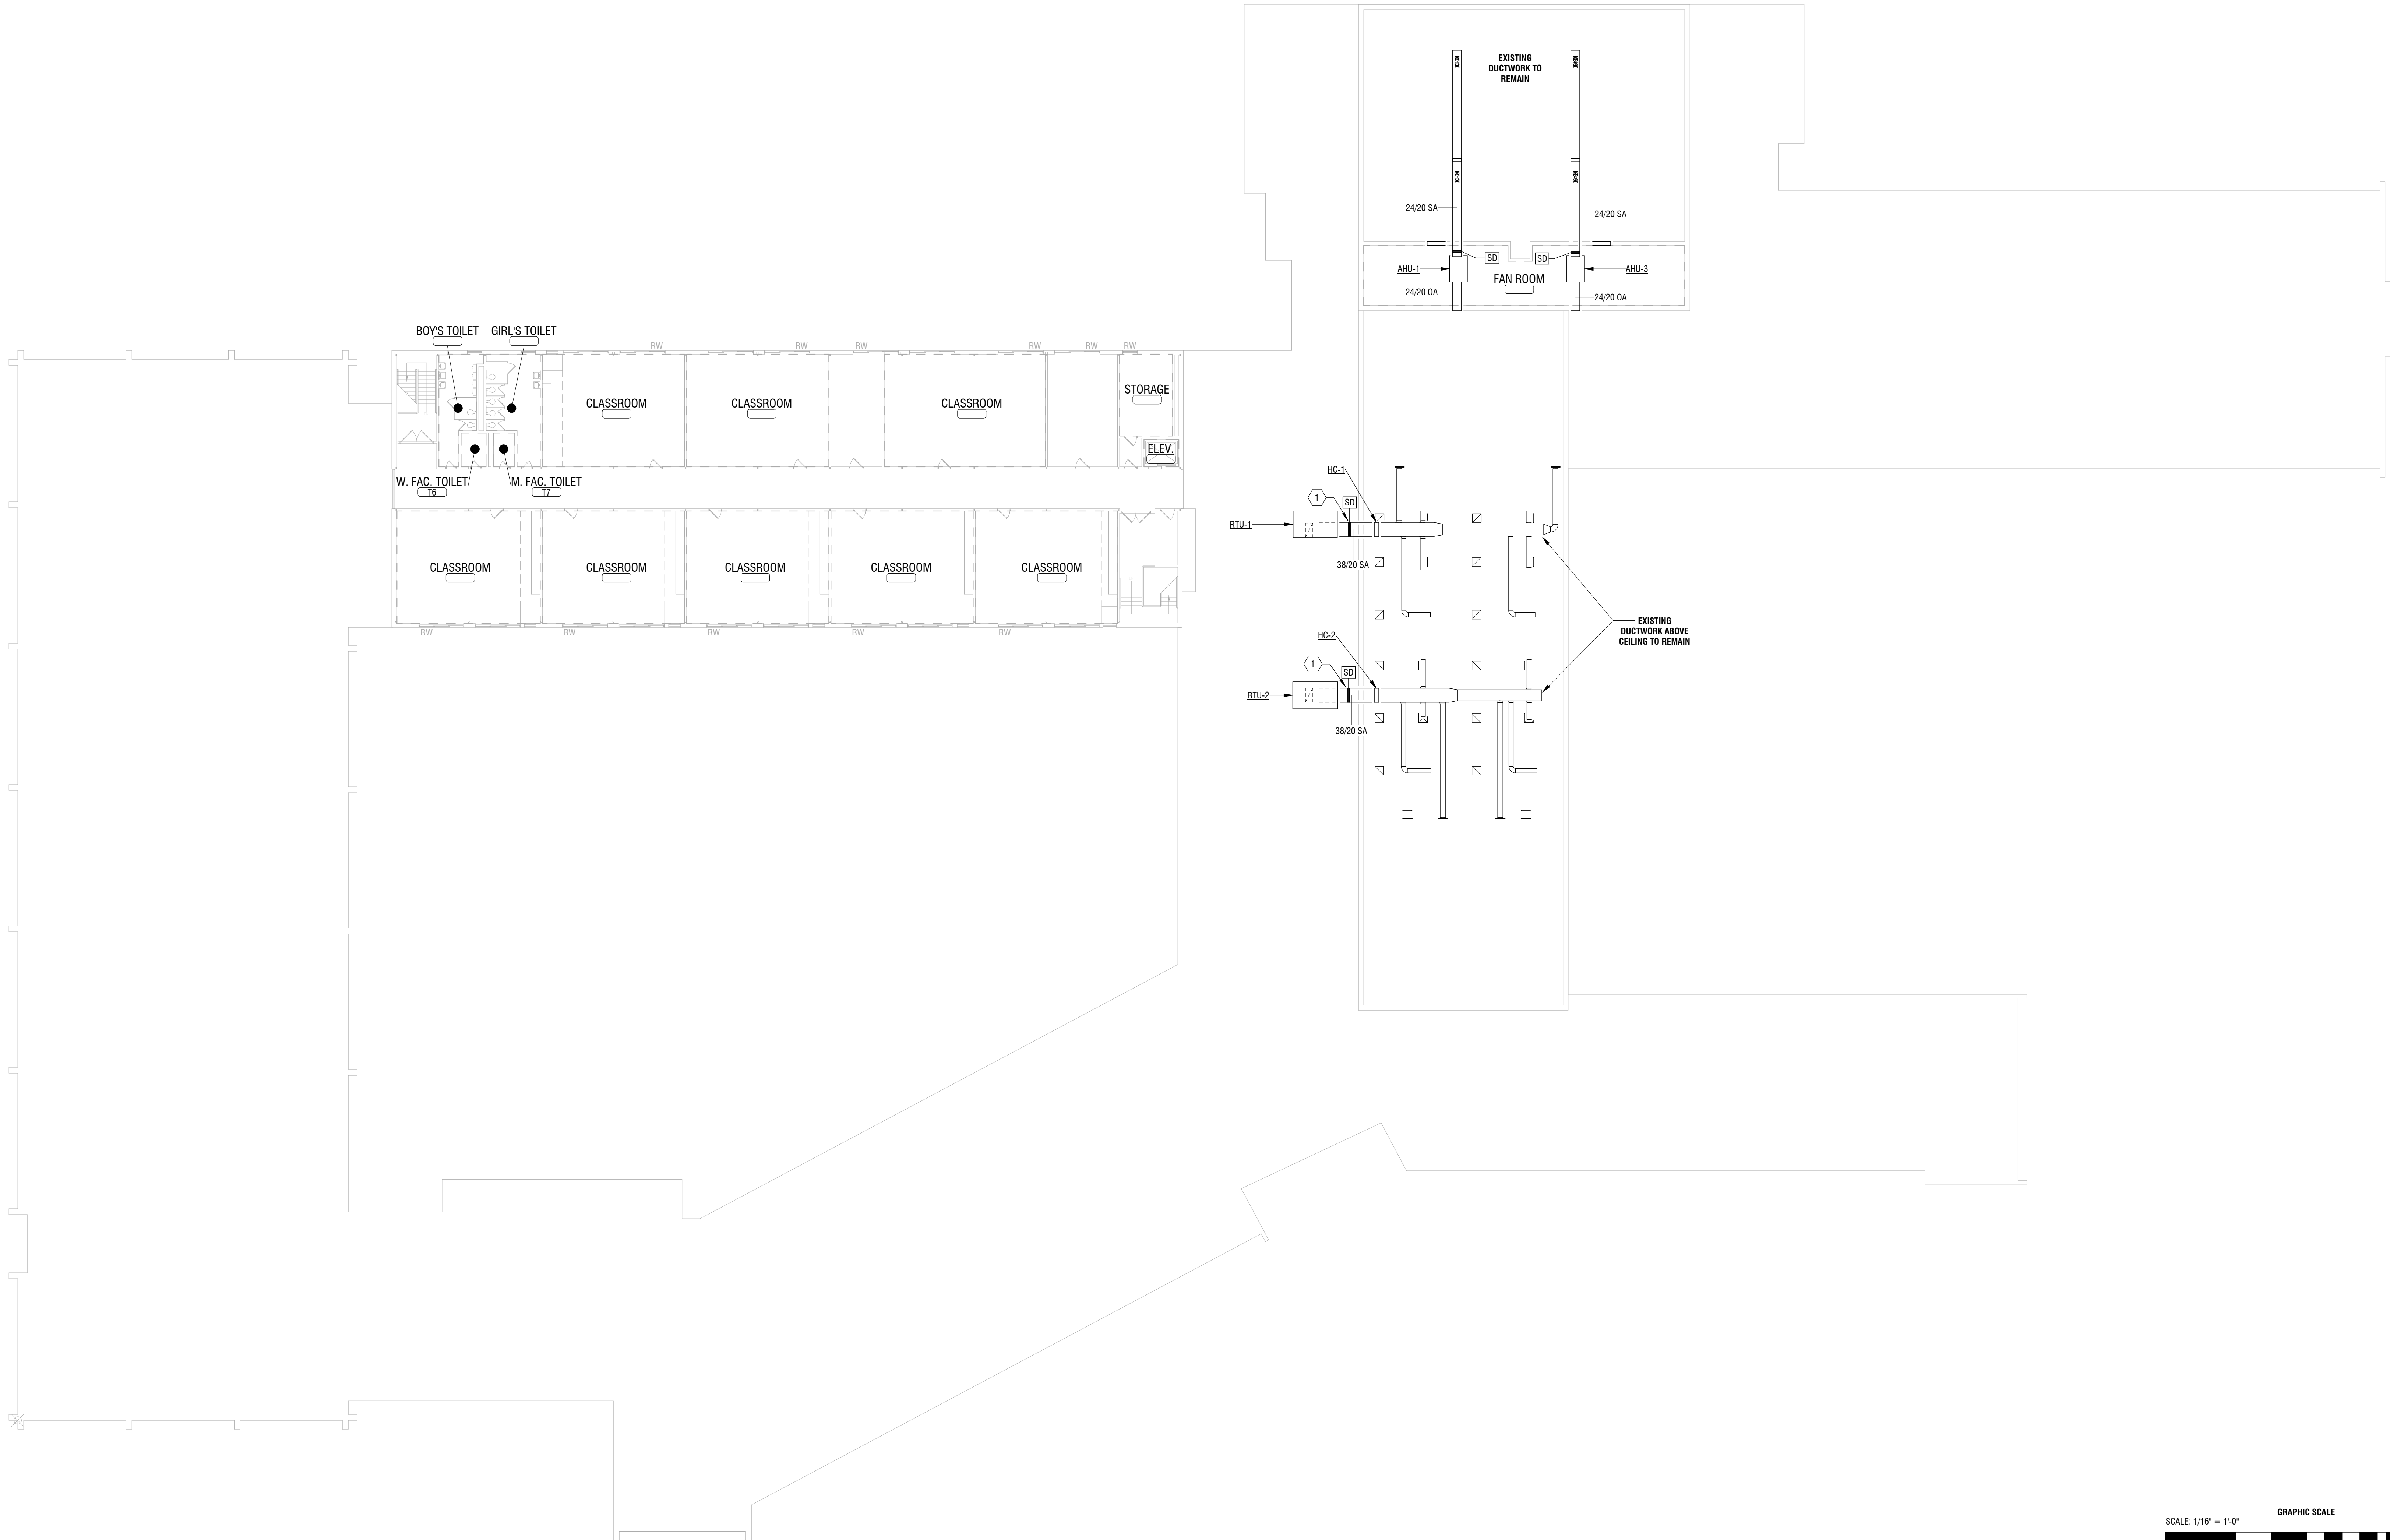 EXISTING
DUCTWORK TO
REMAIN
24/20 SA
24/20 SA
SD
SD
AHU-1
AHU-3
FAN ROOM
24/20 OA
24/20 OA
BOY'S TOILET
GIRL'S TOILET
RW
RW
RW
RW
RW
RW
STORAGE
CLASSROOM
CLASSROOM
CLASSROOM
ELEV.
W. FAC. TOILET
T6
M. FAC. TOILET
T7
CLASSROOM
CLASSROOM
CLASSROOM
CLASSROOM
CLASSROOM
RW
RW
RW
RW
RW
HC-1
1
SD
RTU-1
38/20 SA
EXISTING
DUCTWORK ABOVE
CEILING TO REMAIN
HC-2
1
SD
RTU-2
38/20 SA
GRAPHIC SCALE
SCALE: 1/16" = 1'-0"